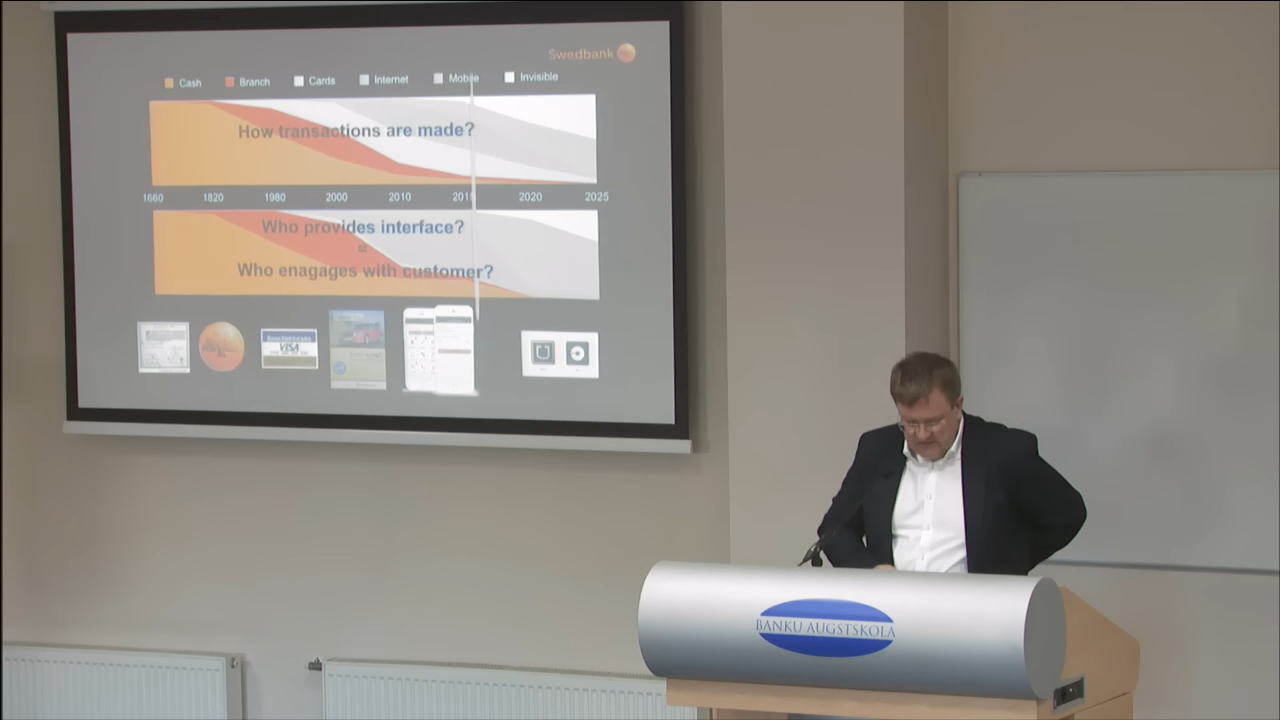 Swedbank
Cash Branch Cards Internet Mobile Invisible
How transactions are made?
1660 1820 1980 2000 2010 2015 2020 2025
Who provides interface?
=
Who enagages with customer?
VISA
BANKU AUGSTSKOLA